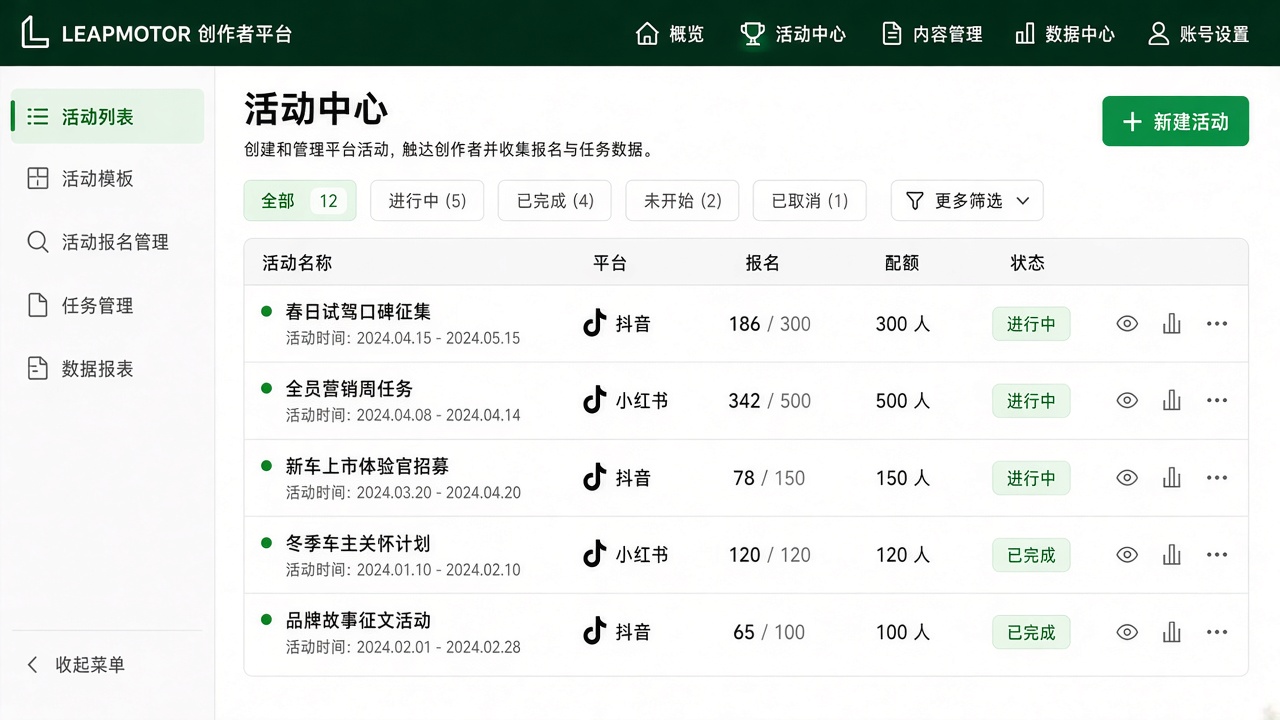 LEAPMOTOR 创作者平台
概览
活动中心
内容管理
数据中心
账号设置
活动列表
活动模板
活动报名管理
任务管理
数据报表
收起菜单
活动中心
创建和管理平台活动，触达创作者并收集报名与任务数据。
新建活动
全部 12
进行中 (5)
已完成 (4)
未开始 (2)
已取消 (1)
更多筛选
活动名称 平台 报名 配额 状态
春日试驾口碑征集
活动时间: 2024.04.15 - 2024.05.15
抖音 186 / 300 300 人 进行中
全员营销周任务
活动时间: 2024.04.08 - 2024.04.14
小红书 342 / 500 500 人 进行中
新车上市体验官招募
活动时间: 2024.03.20 - 2024.04.20
抖音 78 / 150 150 人 进行中
冬季车主关怀计划
活动时间: 2024.01.10 - 2024.02.10
小红书 120 / 120 120 人 已完成
品牌故事征文活动
活动时间: 2024.02.01 - 2024.02.28
抖音 65 / 100 100 人 已完成